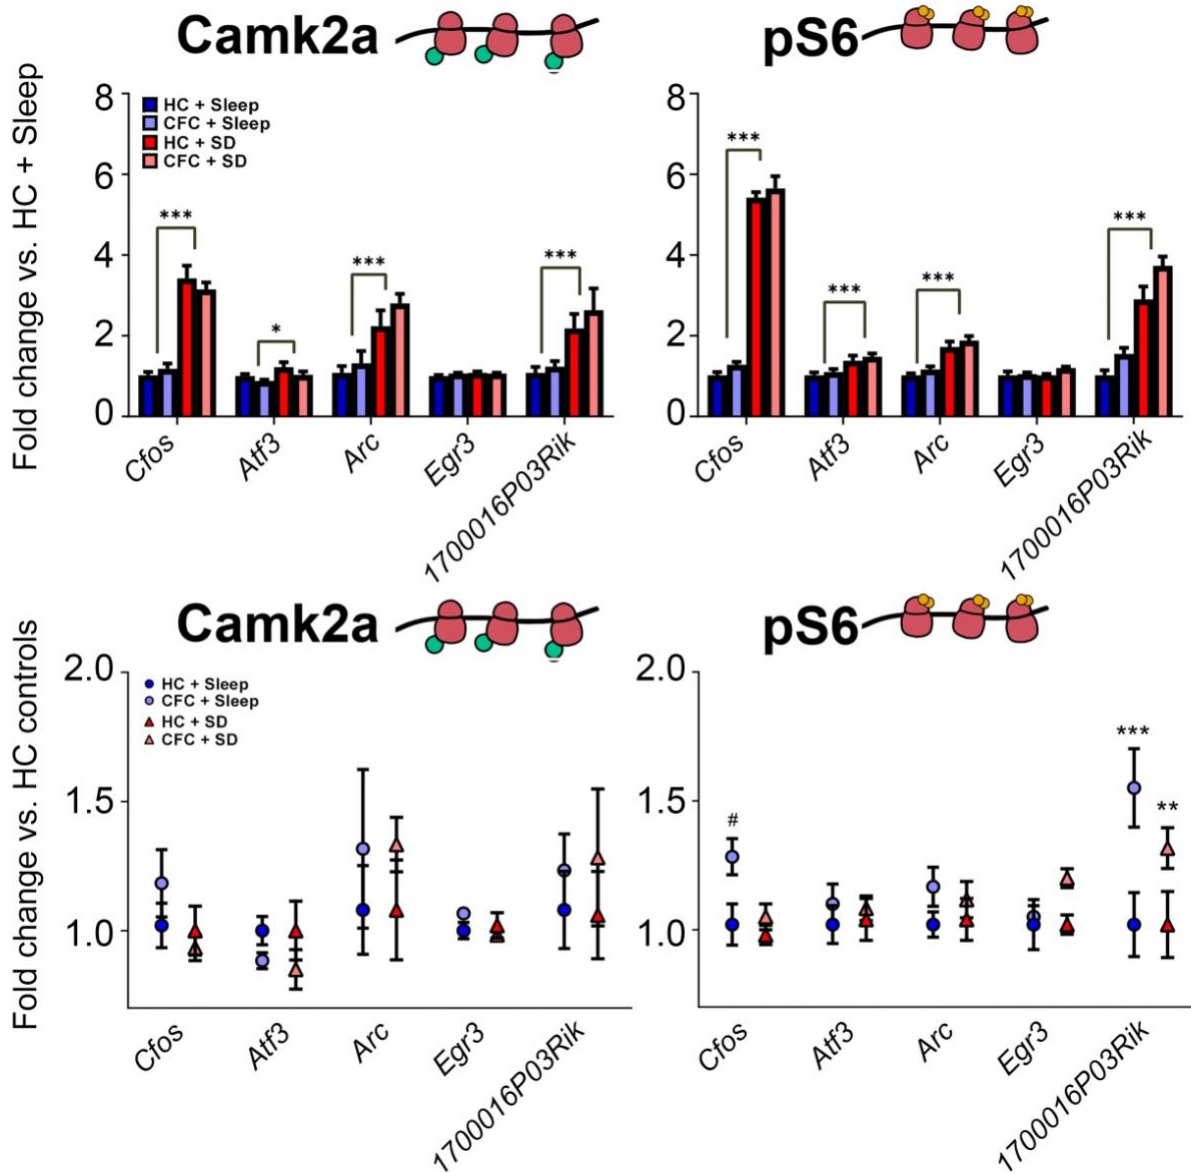 Camk2a
pS6
Fold change vs. HC + Sleep
8
6
4
2
0
HC + Sleep
CFC + Sleep
HC + SD
CFC + SD
***
*
***
***
Cfos
Atf3
Arc
Egr3
1700016P03Rik
8
6
4
2
0
***
***
***
***
Cfos
Atf3
Arc
Egr3
1700016P03Rik
Camk2a
pS6
Fold change vs. HC controls
2.0
1.5
1.0
HC + Sleep
CFC + Sleep
HC + SD
CFC + SD
Cfos
Atf3
Arc
Egr3
1700016P03Rik
2.0
1.5
1.0
#
***
**
Cfos
Atf3
Arc
Egr3
1700016P03Rik